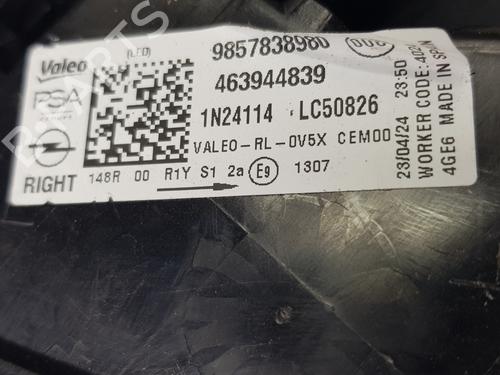 Valeo
(LED)
9857838980
002
PSA
463944839
1N24114 LC50826
VALEO-RL-0V5X CEM00
RIGHT
148R 00 R1Y S1 2a E9 1307
23/04/24 23:50
WORKER CODE:
4GE6 MADE IN SPAIN